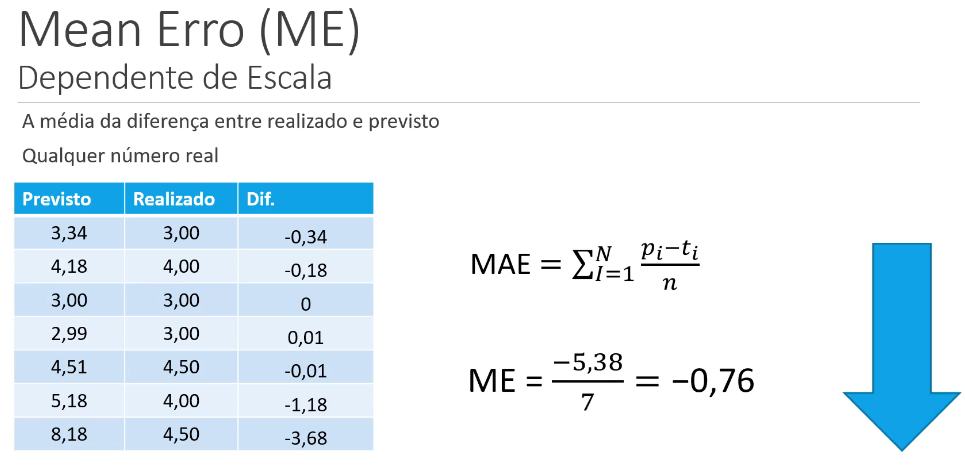 Mean Erro (ME)
Dependente de Escala
A média da diferença entre realizado e previsto
Qualquer número real
Previsto Realizado Dif.
3,34 3,00 -0,34
4,18 4,00 -0,18
3,00 3,00 0
2,99 3,00 0,01
4,51 4,50 -0,01
5,18 4,00 -1,18
8,18 4,50 -3,68
MAE = ∑_{I=1}^{N} \frac{p_i−t_i}{n}
ME = \frac{−5,38}{7} = −0,76